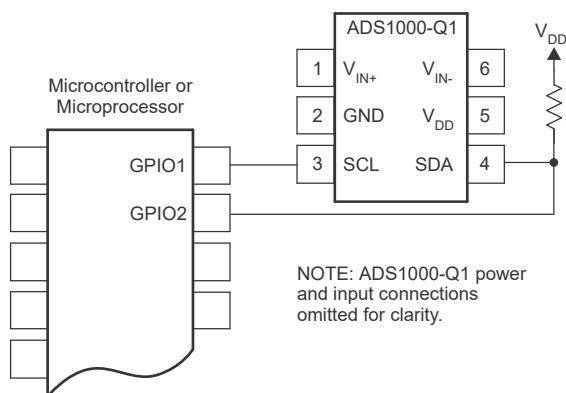 ADS1000-Q1
V_DD
1 V_IN+ V_IN- 6
Microcontroller or
Microprocessor
2 GND V_DD 5
GPIO1
3 SCL SDA 4
GPIO2
NOTE: ADS1000-Q1 power
and input connections
omitted for clarity.